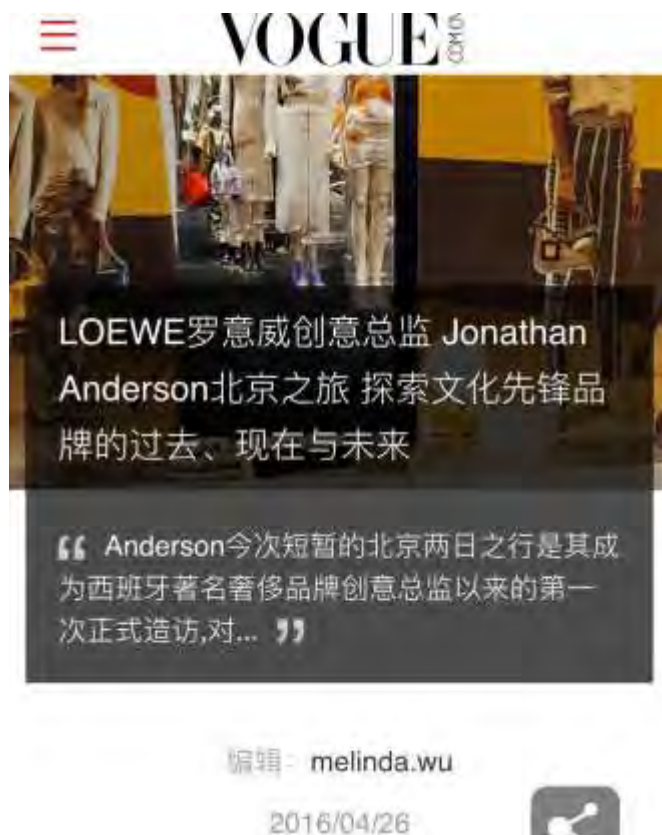 VOGUE
LOEWE罗意威创意总监 Jonathan
Anderson北京之旅 探索文化先锋品
牌的过去、现在与未来
“ Anderson今次短暂的北京两日之行是其成
为西班牙著名奢侈品牌创意总监以来的第一
次正式造访,对... ”
编辑： melinda.wu
2016/04/26